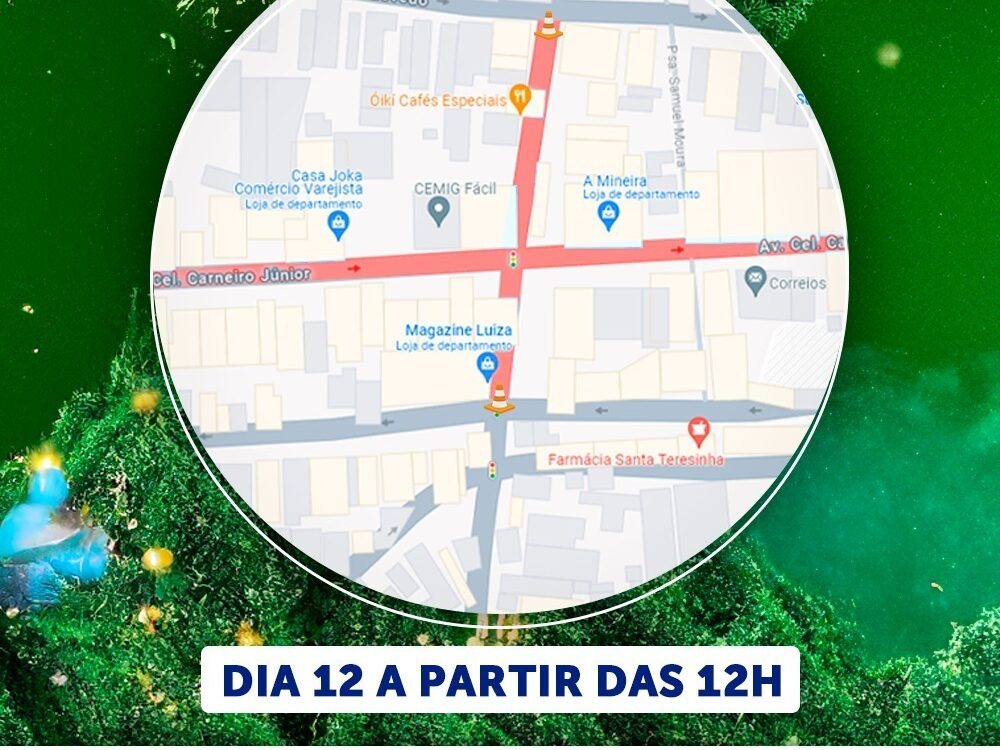 Psa. Samuel Moura
Óikí Cafés Especiais
Casa Joka
Comércio Varejista
Loja de departamento
CEMIG Fácil
A Mineira
Loja de departamento
Av. Cel. Ca
Cel. Carneiro Júnior
Correios
Magazine Luiza
Loja de departamento
Farmácia Santa Teresinha
DIA 12 A PARTIR DAS 12H